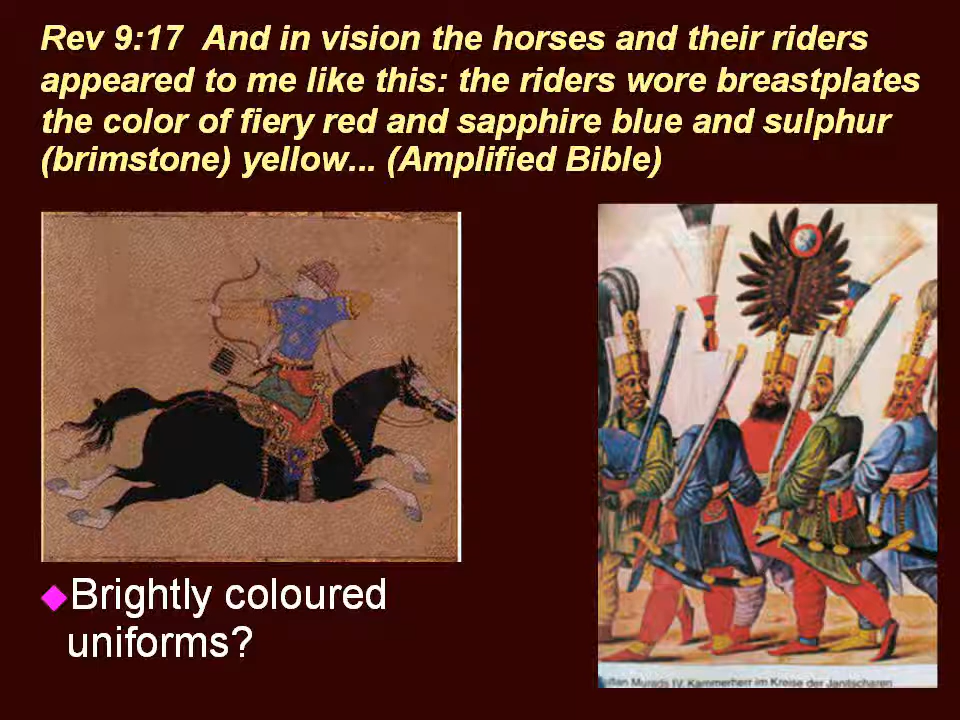 Rev 9:17 And in vision the horses and their riders
appeared to me like this: the riders wore breastplates
the color of fiery red and sapphire blue and sulphur
(brimstone) yellow... (Amplified Bible)
Brightly coloured
uniforms?
Murads IV. Kammerherr im Kreise der Janitscharen